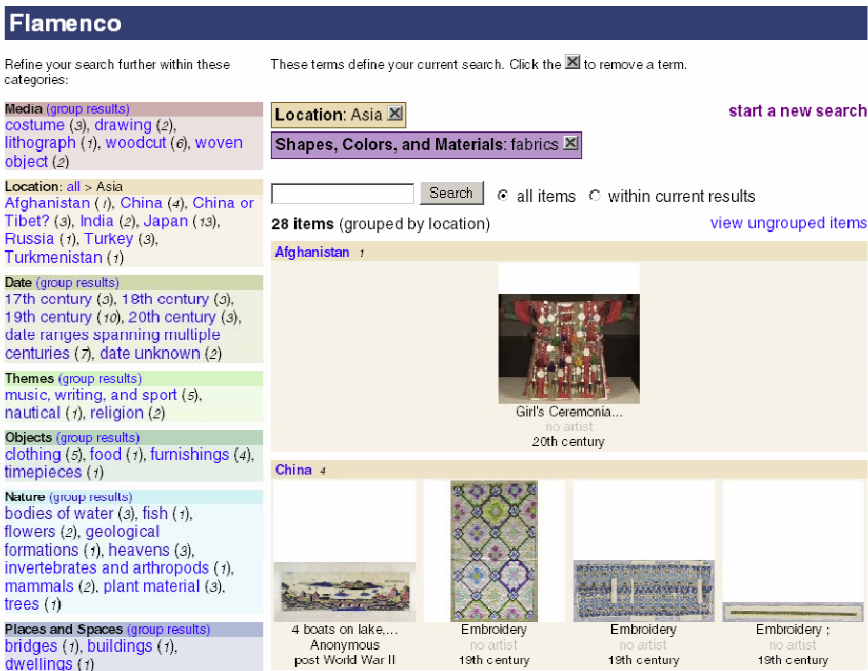 Flamenco
Refine your search further within these
categories:
These terms define your current search. Click the to remove a term.
Media (group results)
costume (3), drawing (2),
lithograph (1), woodcut (6), woven
object (2)
Location: all > Asia
Afghanistan (1), China (4), China or
Tibet? (3), India (2), Japan (13),
Russia (1), Turkey (3),
Turkmenistan (1)
Date (group results)
17th century (3), 18th century (3),
19th century (10), 20th century (3),
date ranges spanning multiple
centuries (7), date unknown (2)
Themes (group results)
music, writing, and sport (5),
nautical (1), religion (2)
Objects (group results)
clothing (5), food (1), furnishings (4),
timepieces (1)
Nature (group results)
bodies of water (3), fish (1),
flowers (2), geological
formations (1), heavens (3),
invertebrates and arthropods (1),
mammals (2), plant material (3),
trees (1)
Places and Spaces (group results)
bridges (1), buildings (1),
dwellings (1)
Location: Asia
start a new search
Shapes, Colors, and Materials: fabrics
Search all items within current results
28 items (grouped by location) view ungrouped items
Afghanistan 1
Girl's Ceremonia...
no artist
20th century
China 4
4 boats on lake,... Embroidery Embroidery Embroidery ;
Anonymous no artist no artist no artist
post World War II 19th century 19th century 19th century